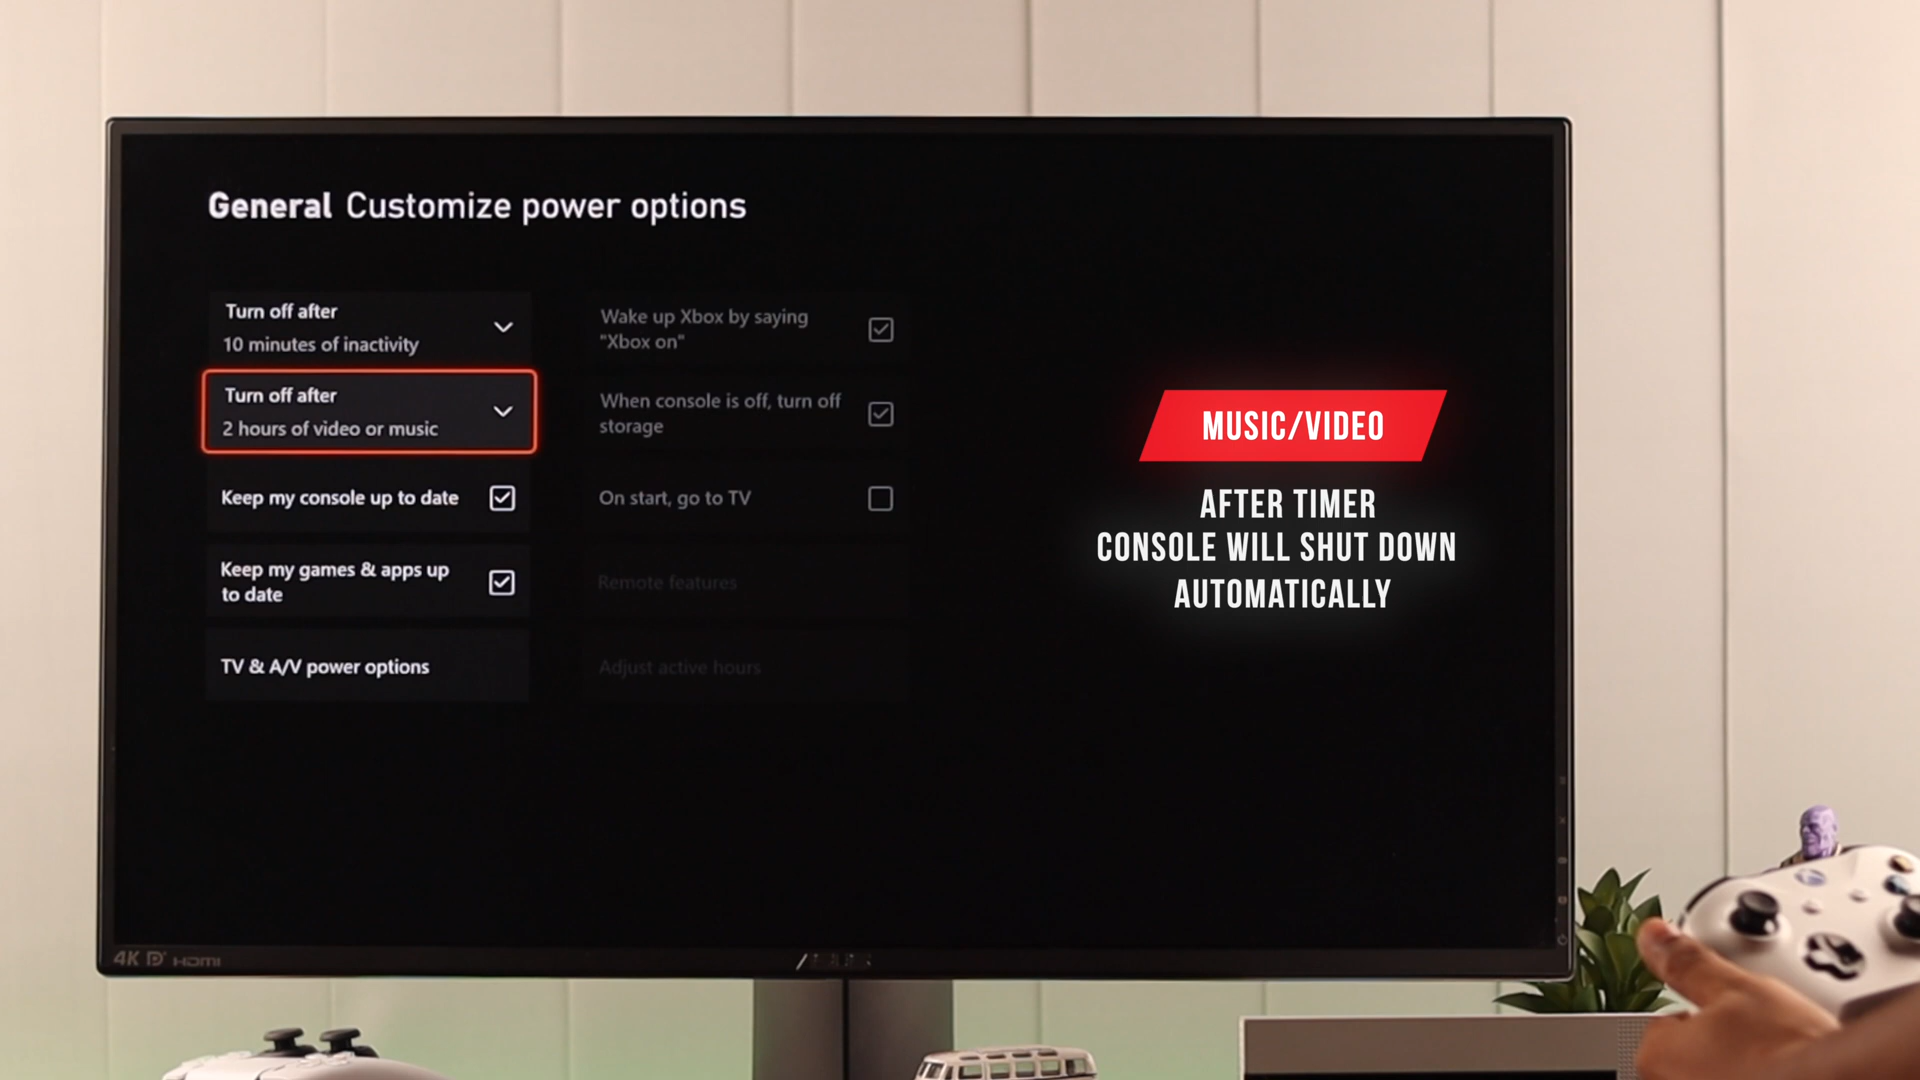 General Customize power options
Turn off after
10 minutes of inactivity
Turn off after
2 hours of video or music
Keep my console up to date
Keep my games & apps up
to date
TV & A/V power options
Wake up Xbox by saying
"Xbox on"
When console is off, turn off
storage
On start, go to TV
Remote features
Adjust active hours
MUSIC/VIDEO
AFTER TIMER
CONSOLE WILL SHUT DOWN
AUTOMATICALLY
4K HDMI